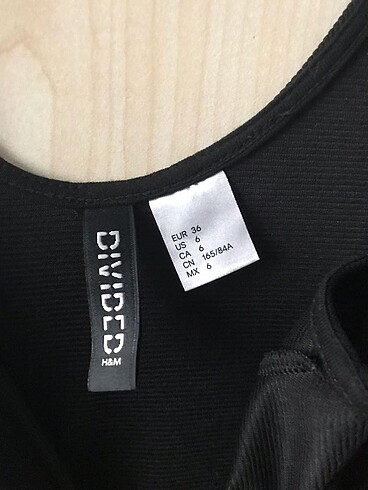 DIVIDED
H&M
EUR 36
US 6
CA 6
CN 165/84A
MX 6